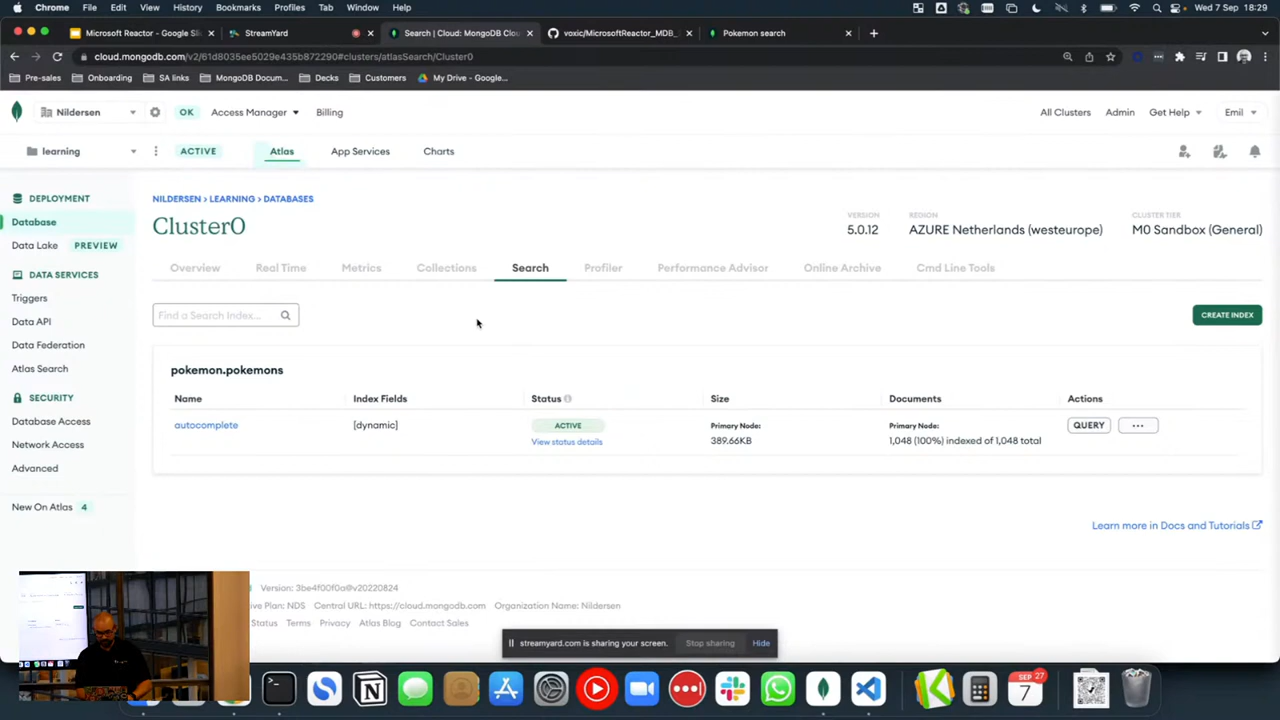 Chrome File Edit View History Bookmarks Profiles Tab Window Help Wed 7 Sep 18:29
Microsoft Reactor - Google Sli StreamYard Search | Cloud: MongoDB Cloud voxic/MicrosoftReactor_MDB_ Pokemon search
cloud.mongodb.com/v2/61d8035ee5029e435b872290#clusters/atlasSearch/Cluster0
Pre-sales Onboarding SA links MongoDB Docum... Decks Customers My Drive - Google...
Nildersen OK Access Manager Billing All Clusters Admin Get Help Emil
learning ACTIVE Atlas App Services Charts
DEPLOYMENT
Database
Data Lake PREVIEW
DATA SERVICES
Triggers
Data API
Data Federation
Atlas Search
SECURITY
Database Access
Network Access
Advanced
New On Atlas 4
NILDERSEN > LEARNING > DATABASES
Cluster0
VERSION
5.0.12
REGION
AZURE Netherlands (westeurope)
CLUSTER TIER
M0 Sandbox (General)
Overview Real Time Metrics Collections Search Profiler Performance Advisor Online Archive Cmd Line Tools
Find a Search Index...
CREATE INDEX
pokemon.pokemons
Name Index Fields Status Size Documents Actions
autocomplete [dynamic] ACTIVE Primary Node: Primary Node: QUERY ...
View status details 389.66KB 1,048 (100%) indexed of 1,048 total
Learn more in Docs and Tutorials
Version: 3be4f00f0a@v20220824
Plan: NDS Central URL: https://cloud.mongodb.com Organization Name: Nildersen
Status Terms Privacy Atlas Blog Contact Sales
streamyard.com is sharing your screen. Stop sharing Hide
SEP 27
7